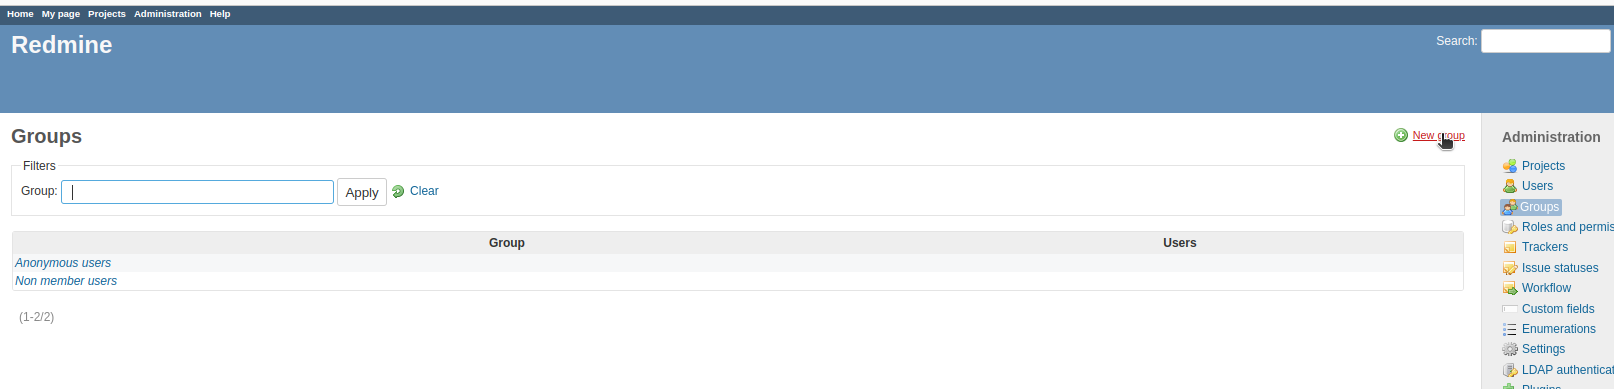 Home My page Projects Administration Help
Redmine
Search:
Groups
New group
Filters
Group:
Apply
Clear
Group Users
Anonymous users
Non member users
(1-2/2)
Administration
Projects
Users
Groups
Roles and permis
Trackers
Issue statuses
Workflow
Custom fields
Enumerations
Settings
LDAP authenticat
Plugins